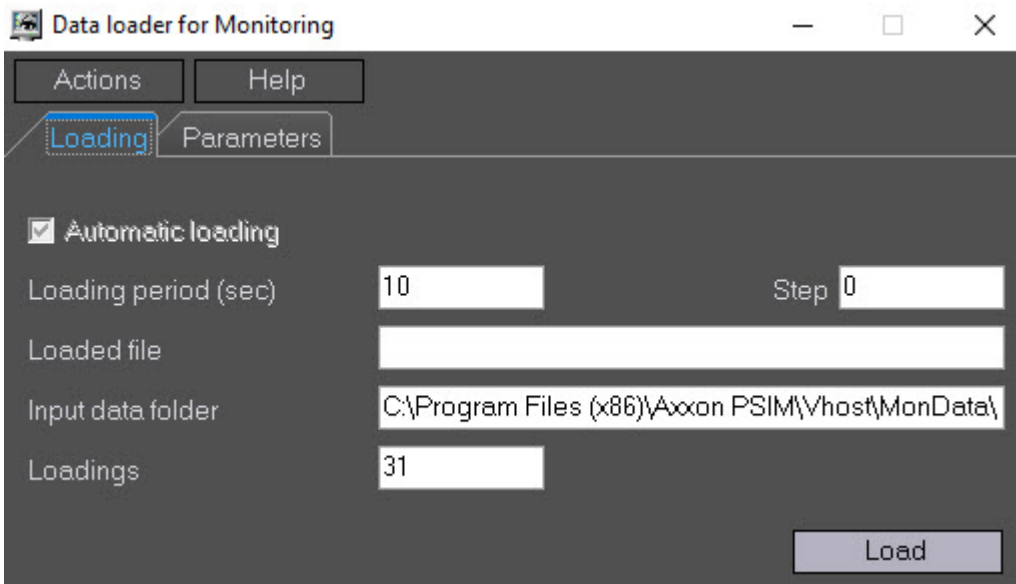 Data loader for Monitoring
Actions Help
Loading Parameters
Automatic loading
Loading period (sec) 10 Step 0
Loaded file
Input data folder C:\Program Files (x86)\Axxon PSIM\Vhost\MonData\
Loadings 31
Load